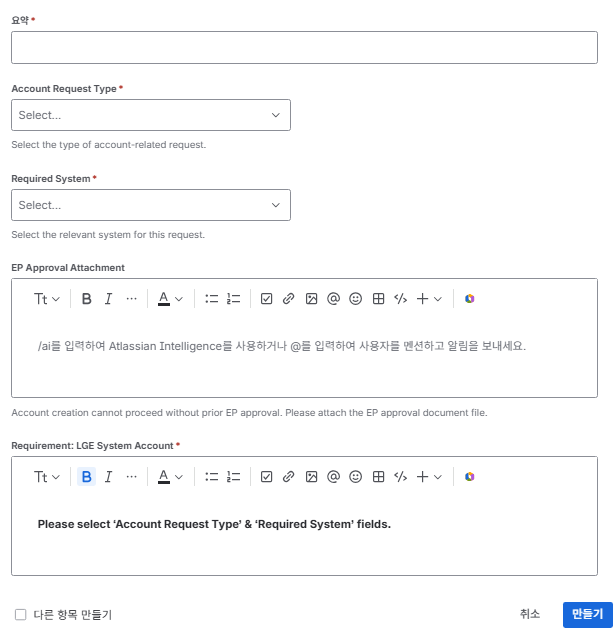 요약 *
Account Request Type *
Select...
Select the type of account-related request.
Required System *
Select...
Select the relevant system for this request.
EP Approval Attachment
Tt B I ... A
/ai를 입력하여 Atlassian Intelligence를 사용하거나 @를 입력하여 사용자를 멘션하고 알림을 보내세요.
Account creation cannot proceed without prior EP approval. Please attach the EP approval document file.
Requirement: LGE System Account *
Tt B I ... A
Please select ‘Account Request Type’ & ‘Required System’ fields.
다른 항목 만들기
취소
만들기